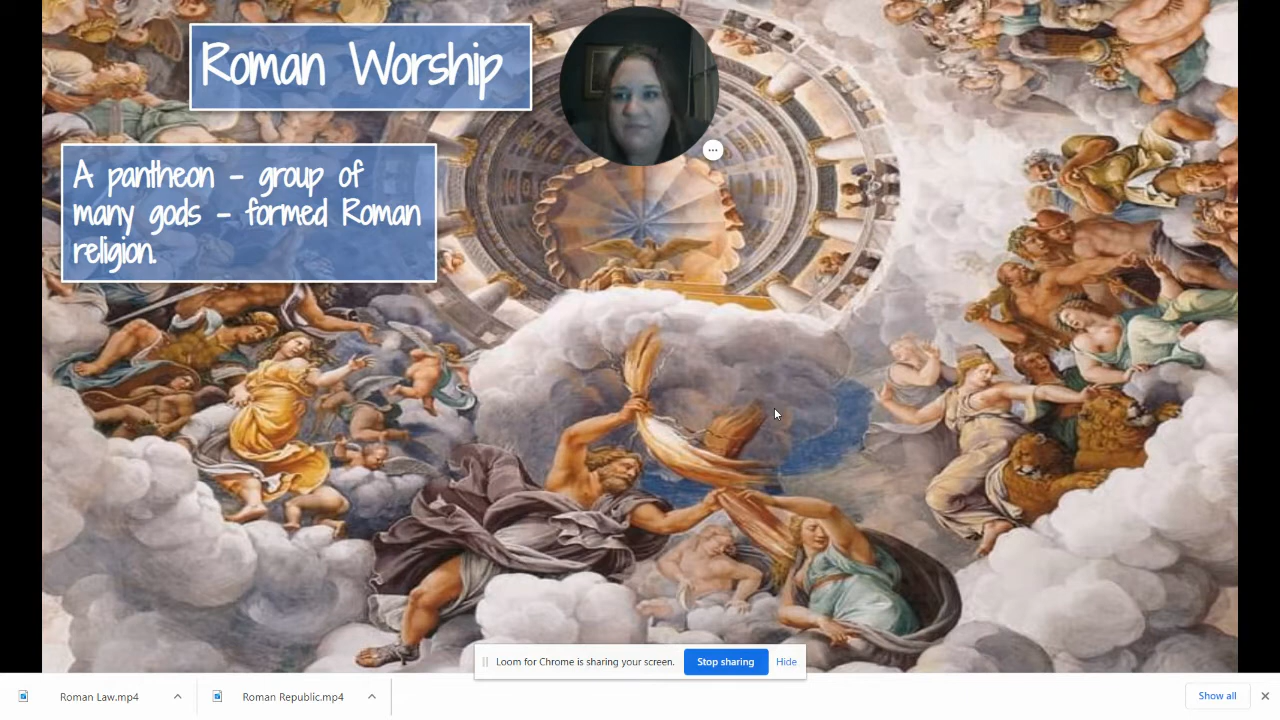 Roman Worship
A pantheon - group of
many gods - formed Roman
religion.
Loom for Chrome is sharing your screen.
Stop sharing
Hide
Roman Law.mp4
Roman Republic.mp4
Show all